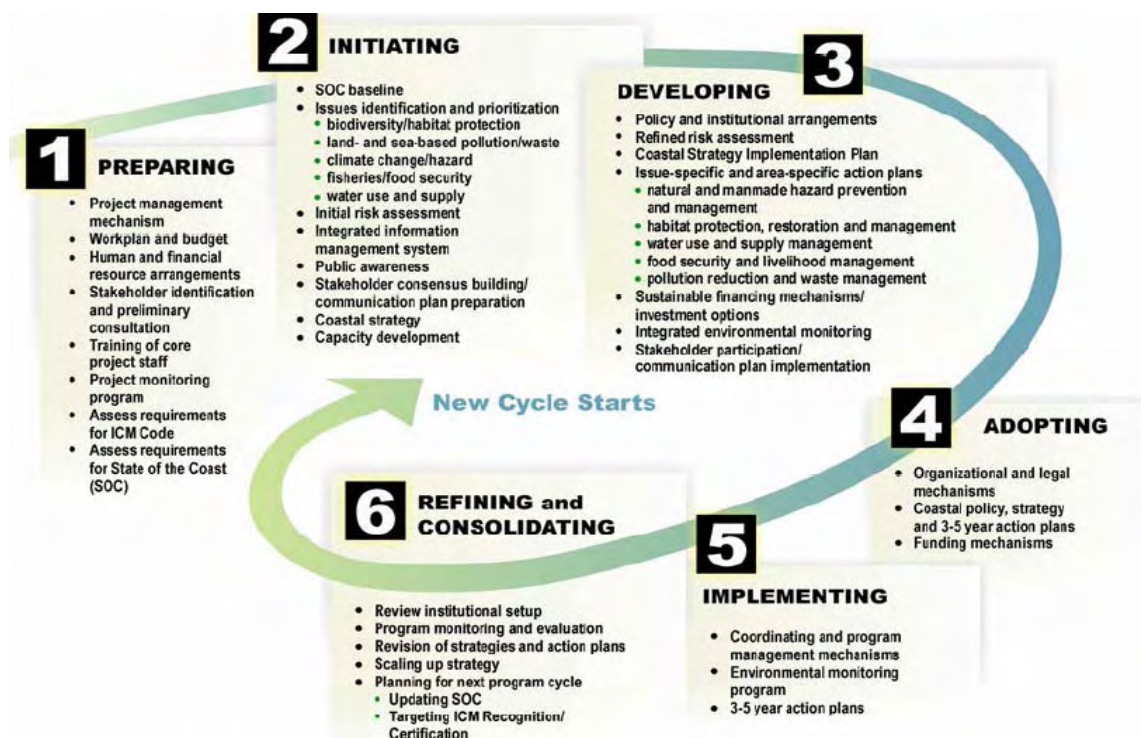 1
PREPARING
• Project management
mechanism
• Workplan and budget
• Human and financial
resource arrangements
• Stakeholder identification
and preliminary
consultation
• Training of core
project staff
• Project monitoring
program
• Assess requirements
for ICM Code
• Assess requirements
for State of the Coast
(SOC)
2
INITIATING
• SOC baseline
• Issues identification and prioritization
• biodiversity/habitat protection
• land- and sea-based pollution/waste
• climate change/hazard
• fisheries/food security
• water use and supply
• Initial risk assessment
• Integrated information
management system
• Public awareness
• Stakeholder consensus building/
communication plan preparation
• Coastal strategy
• Capacity development
3
DEVELOPING
• Policy and institutional arrangements
• Refined risk assessment
• Coastal Strategy Implementation Plan
• Issue-specific and area-specific action plans
• natural and manmade hazard prevention
and management
• habitat protection, restoration and management
• water use and supply management
• food security and livelihood management
• pollution reduction and waste management
• Sustainable financing mechanisms/
investment options
• Integrated environmental monitoring
• Stakeholder participation/
communication plan implementation
4
ADOPTING
• Organizational and legal
mechanisms
• Coastal policy, strategy
and 3-5 year action plans
• Funding mechanisms
5
IMPLEMENTING
• Coordinating and program
management mechanisms
• Environmental monitoring
program
• 3-5 year action plans
6
REFINING and
CONSOLIDATING
• Review institutional setup
• Program monitoring and evaluation
• Revision of strategies and action plans
• Scaling up strategy
• Planning for next program cycle
• Updating SOC
• Targeting ICM Recognition/
Certification
New Cycle Starts